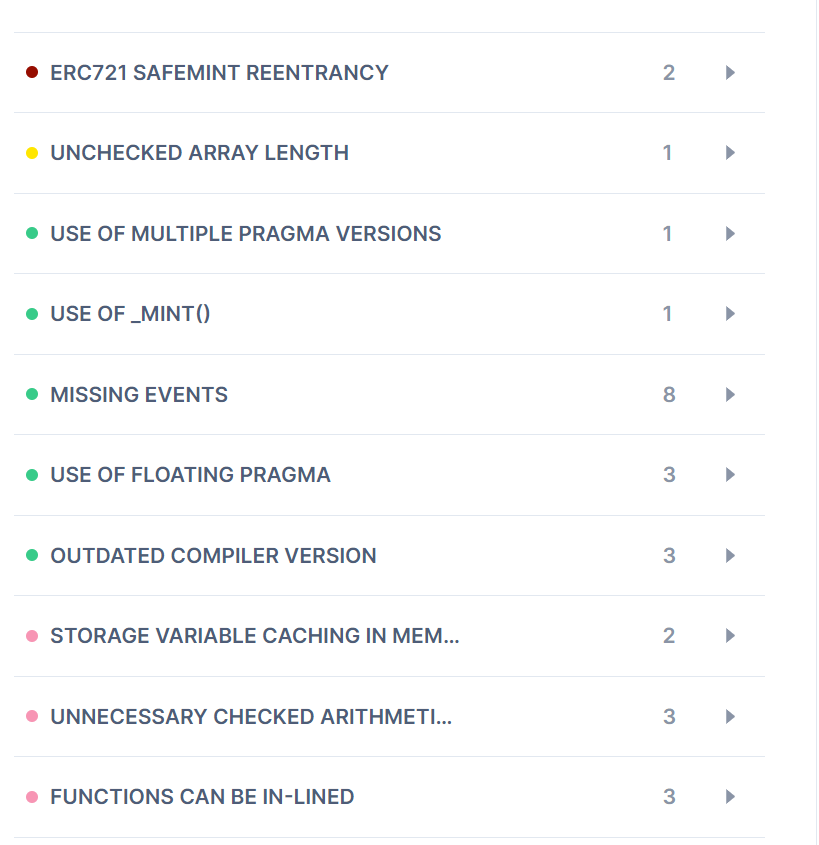 ERC721 SAFEMINT REENTRANCY 2
UNCHECKED ARRAY LENGTH 1
USE OF MULTIPLE PRAGMA VERSIONS 1
USE OF _MINT() 1
MISSING EVENTS 8
USE OF FLOATING PRAGMA 3
OUTDATED COMPILER VERSION 3
STORAGE VARIABLE CACHING IN MEM... 2
UNNECESSARY CHECKED ARITHMETI... 3
FUNCTIONS CAN BE IN-LINED 3